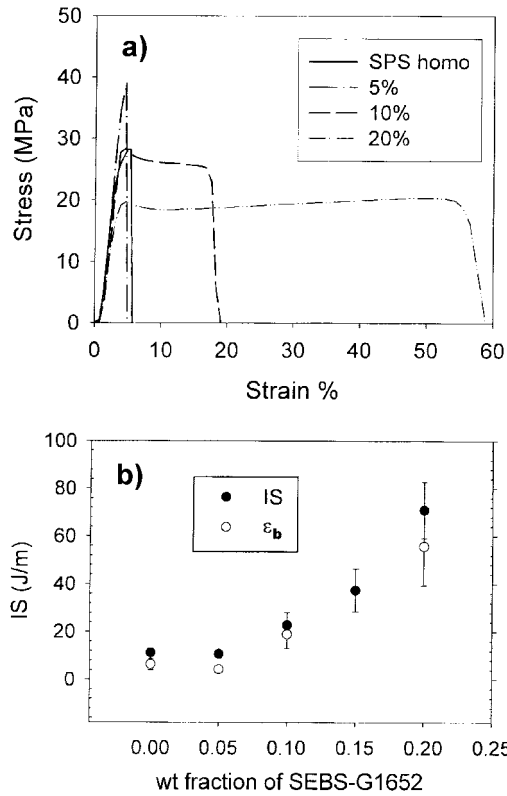 a)
SPS homo
5%
10%
20%
50
40
30
20
10
0
Stress (MPa)
0 10 20 30 40 50 60
Strain %
b)
IS
εb
100
80
60
40
20
0
IS (J/m)
0.00 0.05 0.10 0.15 0.20 0.25
wt fraction of SEBS-G1652